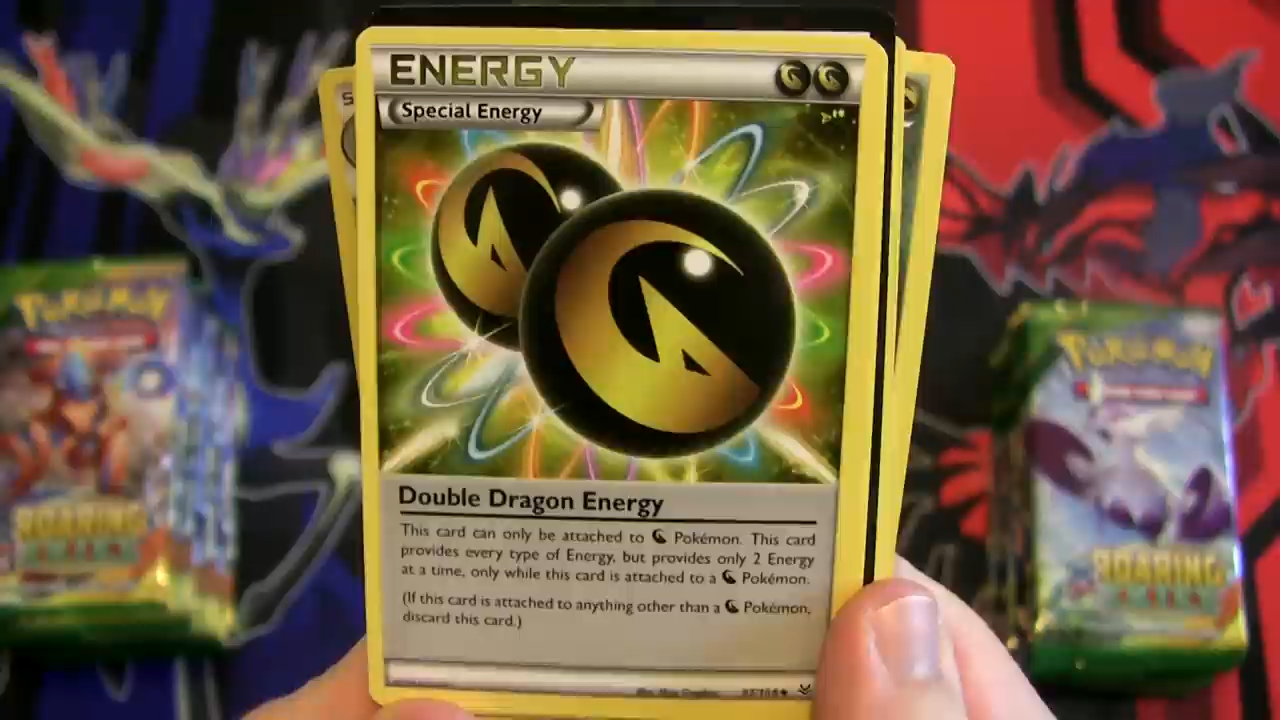 ENERGY
Special Energy
Double Dragon Energy
This card can only be attached to Pokémon. This card
provides every type of Energy, but provides only 2 Energy
at a time, only while this card is attached to a Pokémon.
(If this card is attached to anything other than a Pokémon,
discard this card.)
POKéMON
ROARING
POKéMON
ROARING